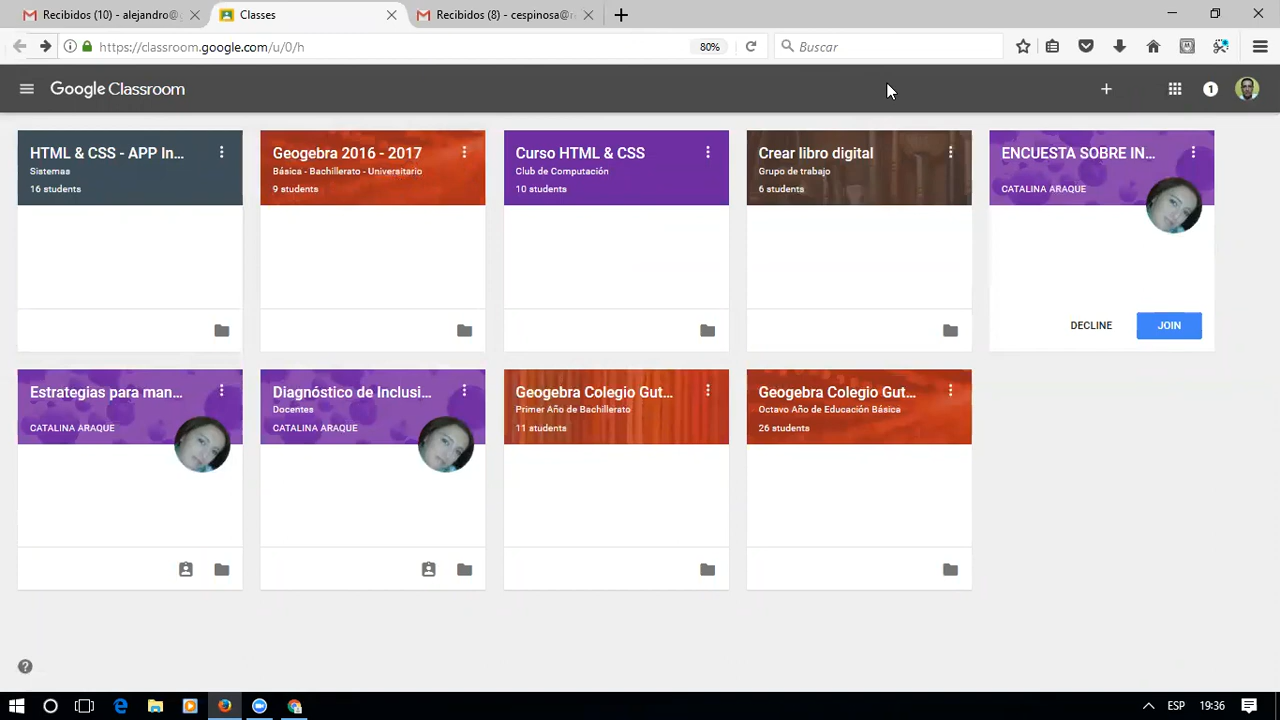 Recibidos (10) - alejandro@
Classes
Recibidos (8) - cespinosa@r
https://classroom.google.com/u/0/h
80%
Buscar
Google Classroom
1
HTML & CSS - APP In...
Sistemas
16 students
Geogebra 2016 - 2017
Básica - Bachillerato - Universitario
9 students
Curso HTML & CSS
Club de Computación
10 students
Crear libro digital
Grupo de trabajo
6 students
ENCUESTA SOBRE IN...
CATALINA ARAQUE
DECLINE
JOIN
Estrategias para man...
CATALINA ARAQUE
Diagnóstico de Inclusi...
Docentes
CATALINA ARAQUE
Geogebra Colegio Gut...
Primer Año de Bachillerato
11 students
Geogebra Colegio Gut...
Octavo Año de Educación Básica
26 students
ESP
19:36